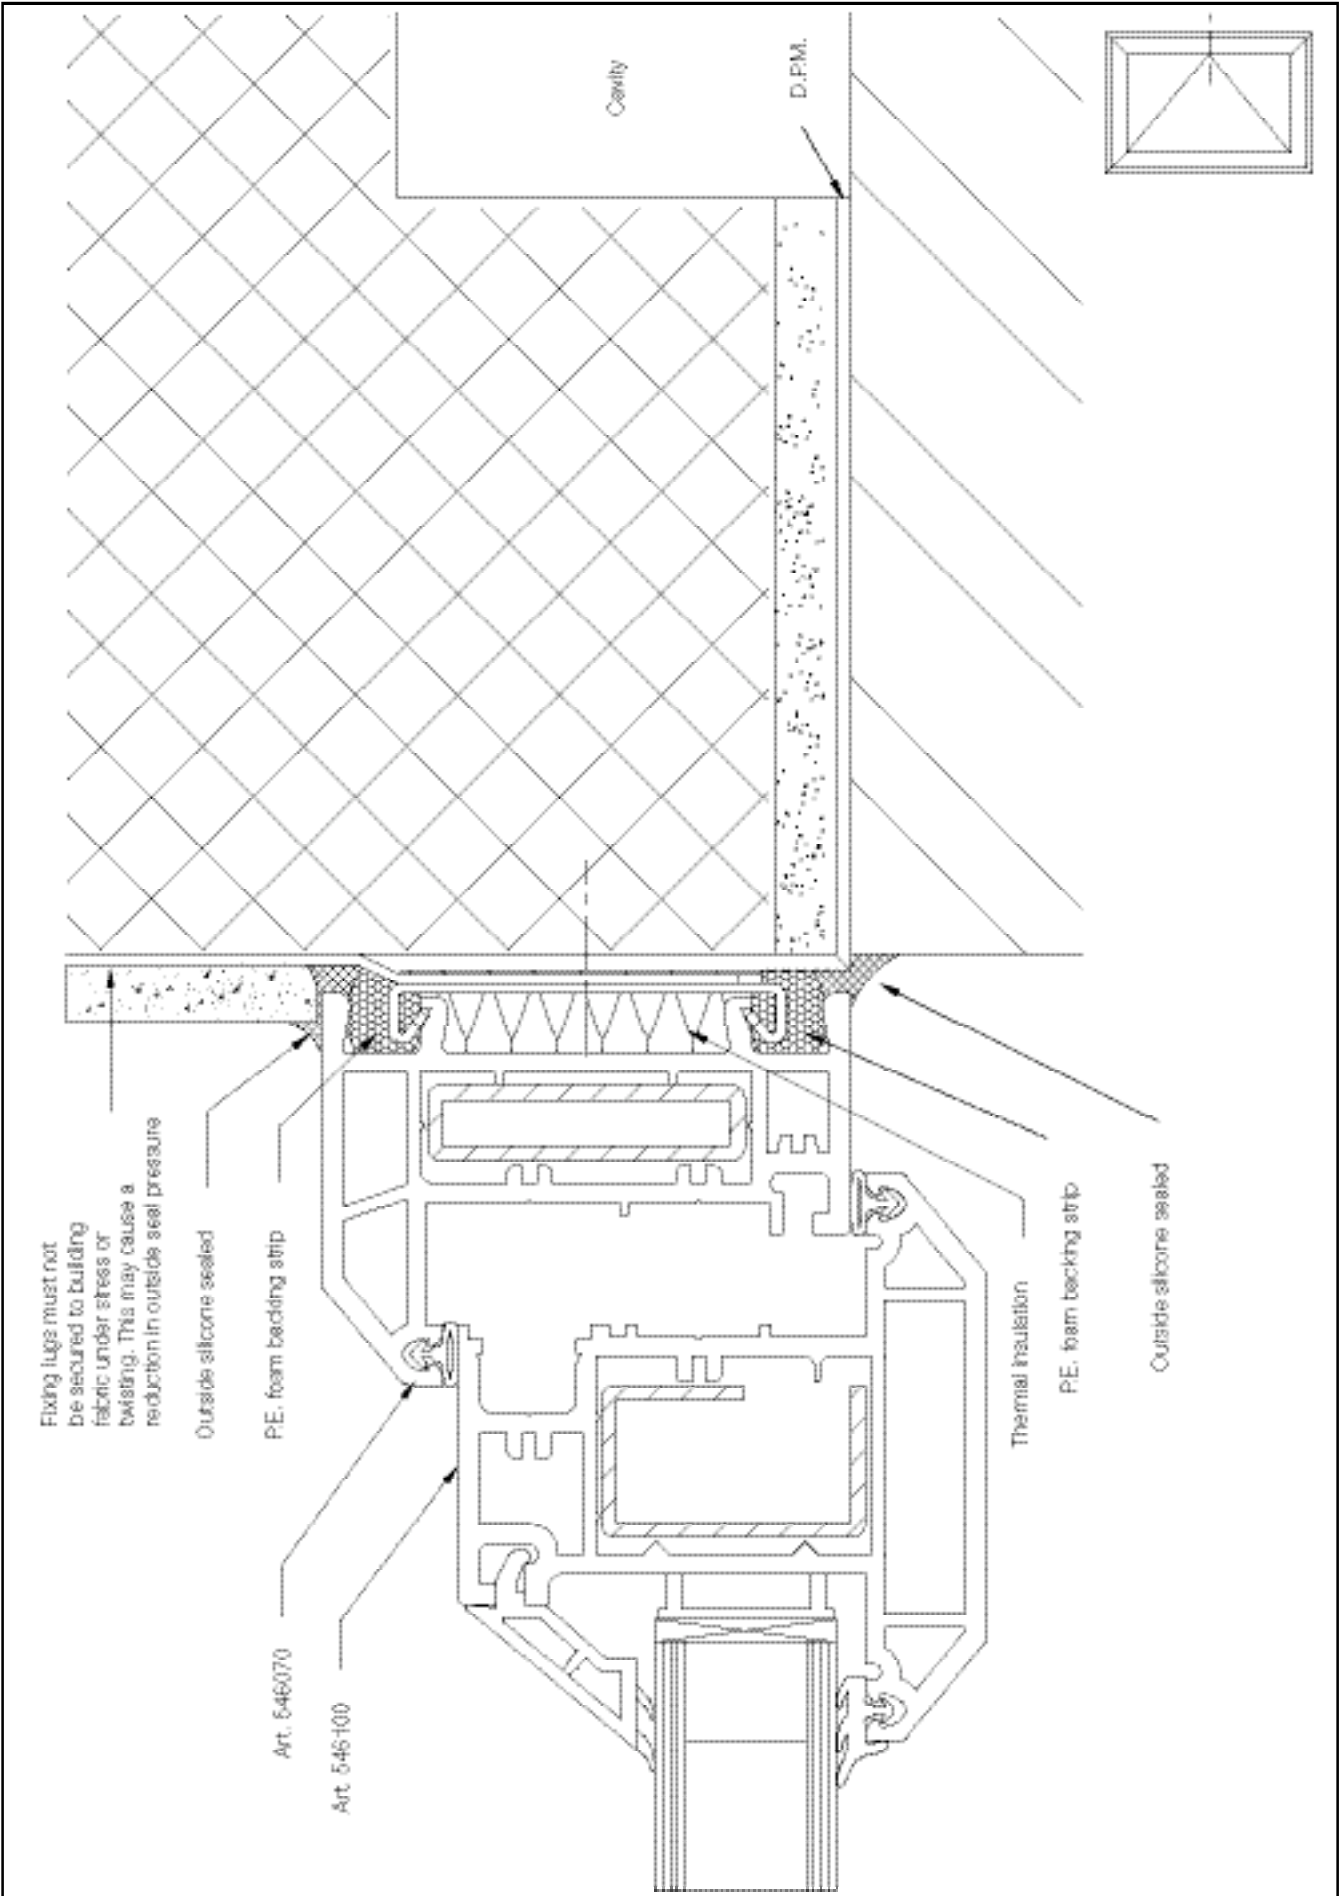 Cavity
D.P.M.
Fixing lugs must not
be secured to building
fabric under stress or
twisting. This may cause a
reduction in outside seal pressure
Outside silicone sealed
P.E. foam backing strip
Art. 546070
Art. 546100
Thermal insulation
P.E. foam backing strip
Outside silicone sealed